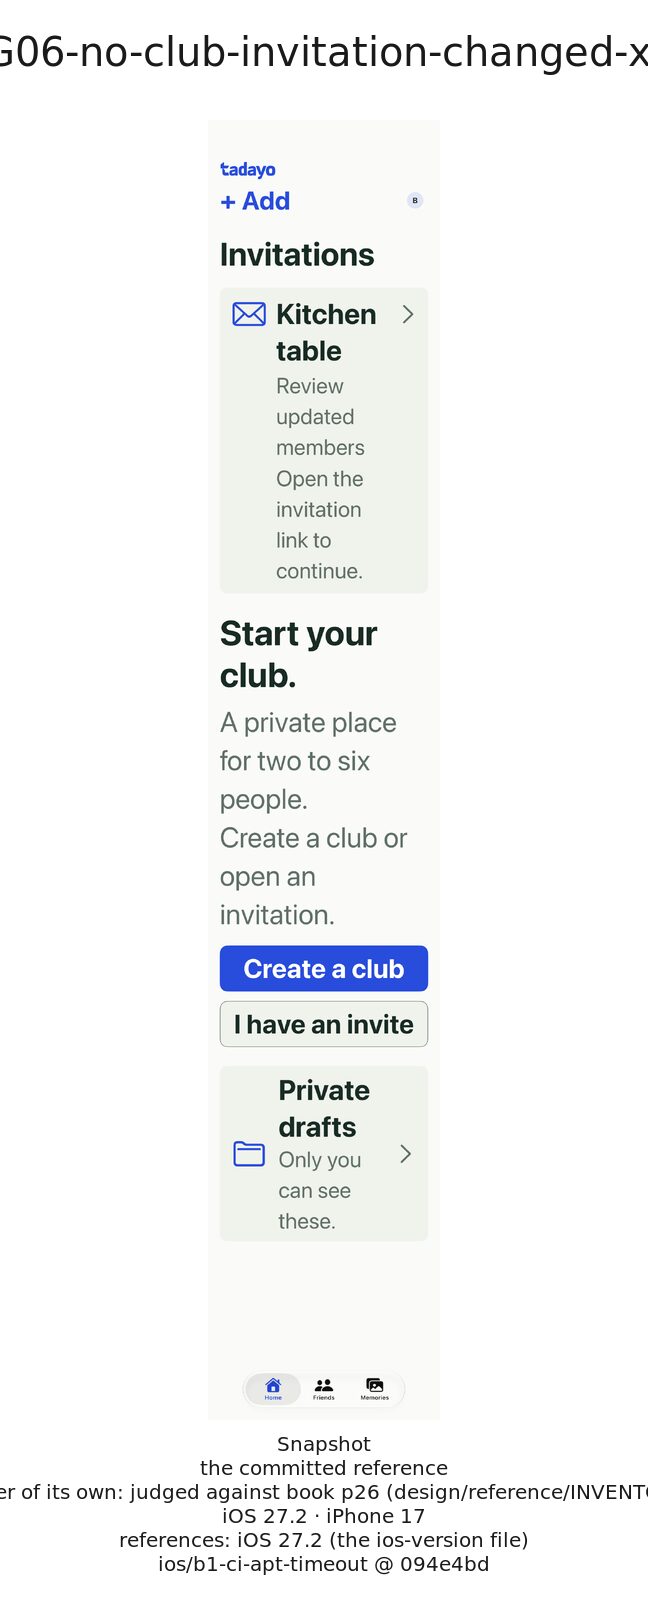 G06-no-club-invitation-changed-x
tadayo
+ Add
B
Invitations
Kitchen
table
Review
updated
members
Open the
invitation
link to
continue.
Start your
club.
A private place
for two to six
people.
Create a club or
open an
invitation.
Create a club
I have an invite
Private
drafts
Only you
can see
these.
Home
Friends
Memories
Snapshot
the committed reference
er of its own: judged against book p26 (design/reference/INVENTO
iOS 27.2 · iPhone 17
references: iOS 27.2 (the ios-version file)
ios/b1-ci-apt-timeout @ 094e4bd